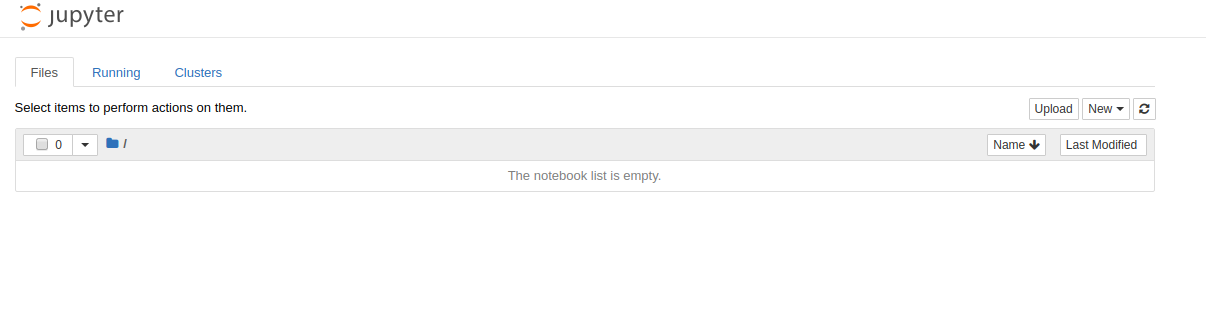 jupyter
Files Running Clusters
Select items to perform actions on them. Upload New
0 / Name Last Modified
The notebook list is empty.